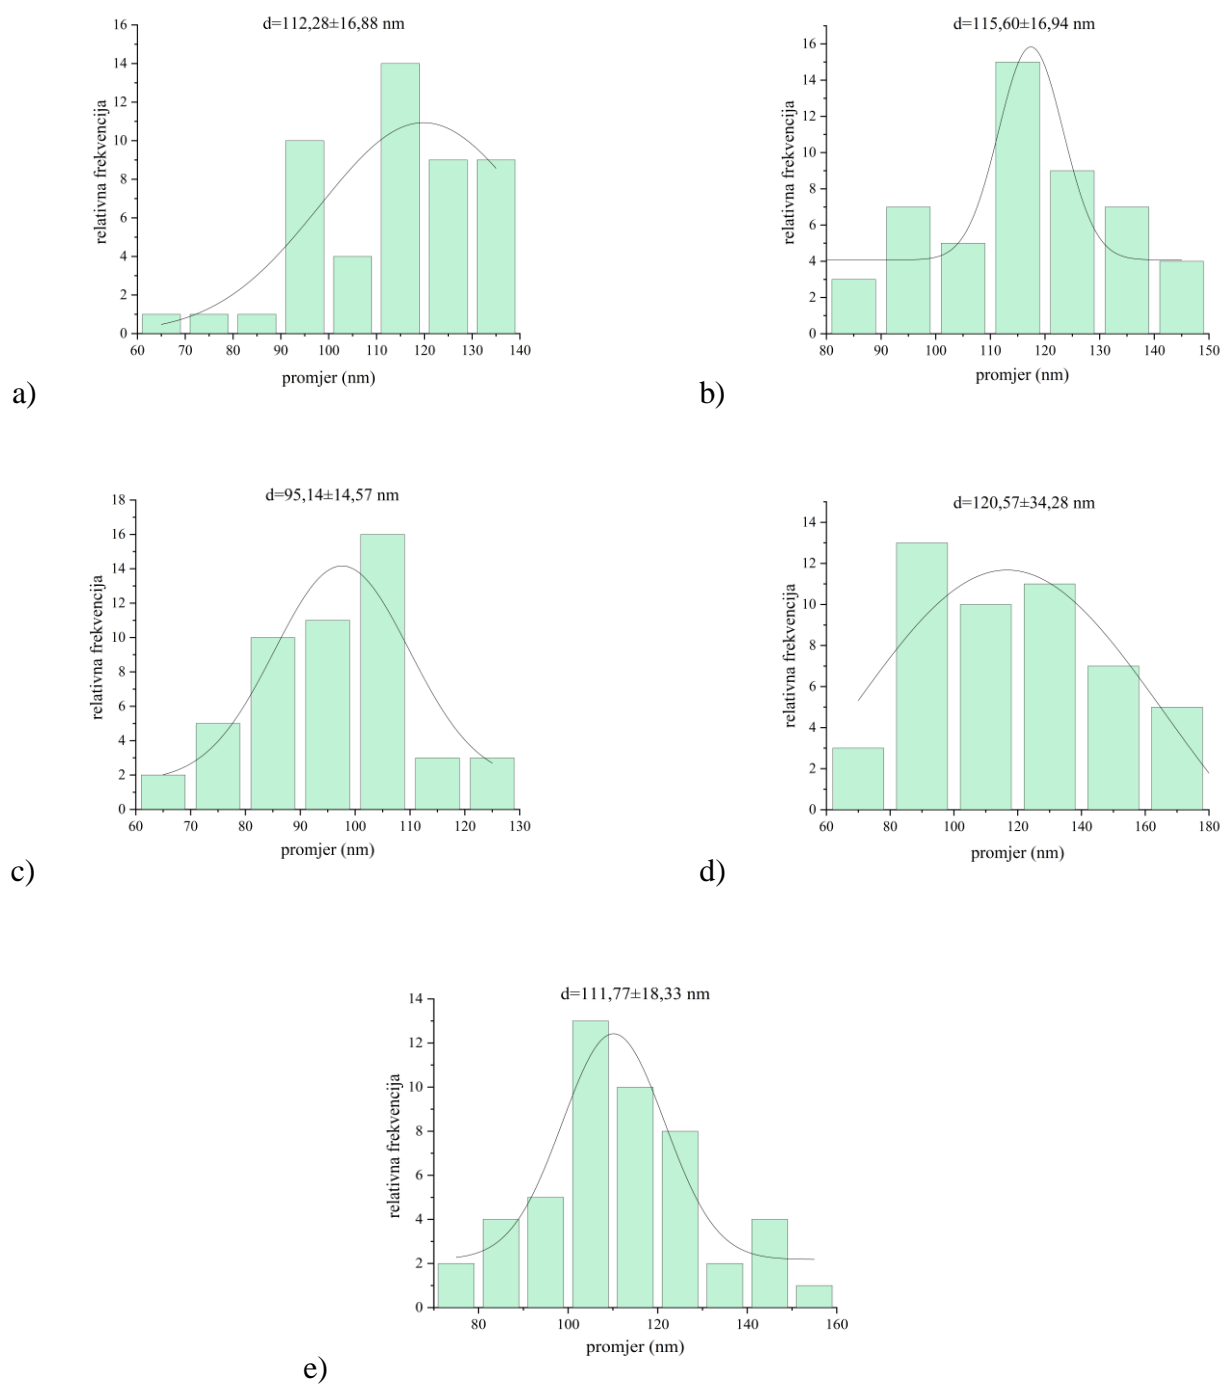 d=112,28±16,88 nm
16
14
12
10
8
6
4
2
0
relativna frekvencija
60 70 80 90 100 110 120 130 140
promjer (nm)
a)
d=115,60±16,94 nm
16
14
12
10
8
6
4
2
0
relativna frekvencija
80 90 100 110 120 130 140 150
promjer (nm)
b)
d=95,14±14,57 nm
18
16
14
12
10
8
6
4
2
0
relativna frekvencija
60 70 80 90 100 110 120 130
promjer (nm)
c)
d=120,57±34,28 nm
14
12
10
8
6
4
2
0
relativna frekvencija
60 80 100 120 140 160 180
promjer (nm)
d)
d=111,77±18,33 nm
14
12
10
8
6
4
2
0
relativna frekvencija
80 100 120 140 160
promjer (nm)
e)